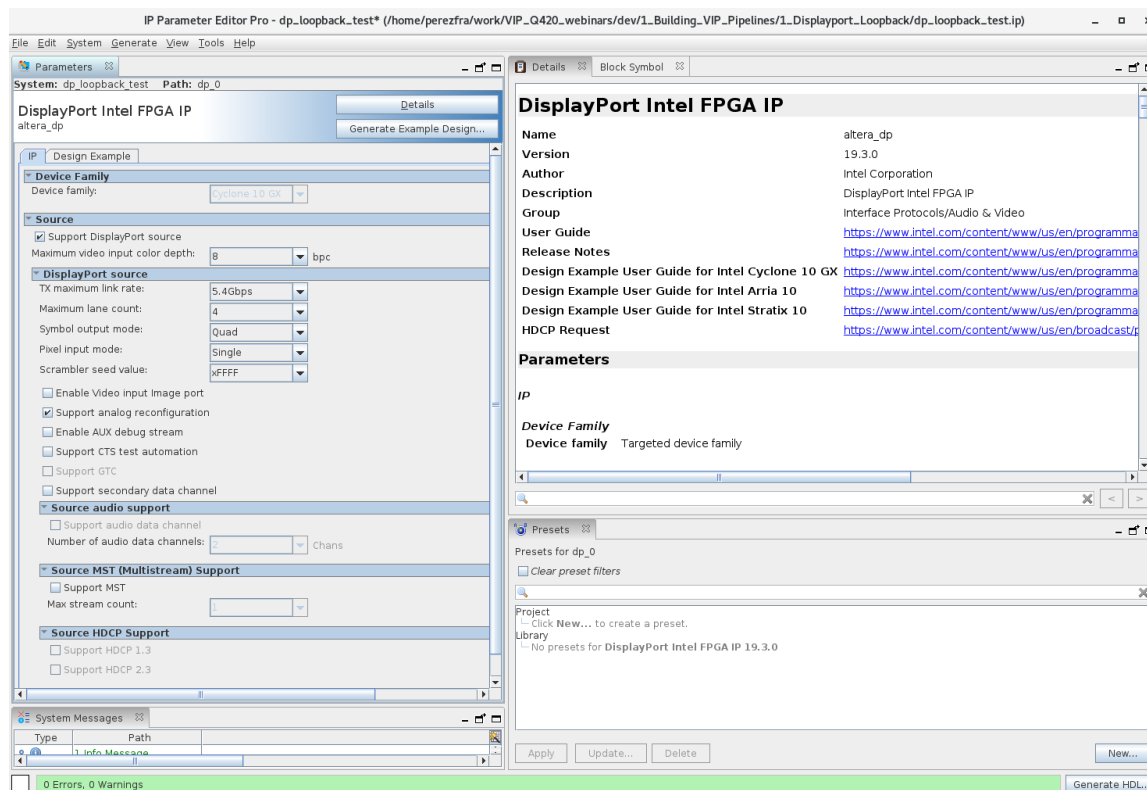 IP Parameter Editor Pro - dp_loopback_test* (/home/perezfra/work/VIP_Q420_webinars/dev/1_Building_VIP_Pipelines/1_Displayport_Loopback/dp_loopback_test.ip)
File Edit System Generate View Tools Help
Parameters
System: dp_loopback_test Path: dp_0
DisplayPort Intel FPGA IP
altera_dp
Details
Generate Example Design...
IP Design Example
Device Family
Device family: Cyclone 10 GX
Source
Support DisplayPort source
Maximum video input color depth: 8 bpc
DisplayPort source
TX maximum link rate: 5.4Gbps
Maximum lane count: 4
Symbol output mode: Quad
Pixel input mode: Single
Scrambler seed value: xFFFF
Enable Video input Image port
Support analog reconfiguration
Enable AUX debug stream
Support CTS test automation
Support GTC
Support secondary data channel
Source audio support
Support audio data channel
Number of audio data channels: 2 Chans
Source MST (Multistream) Support
Support MST
Max stream count: 1
Source HDCP Support
Support HDCP 1.3
Support HDCP 2.3
System Messages
Type Path
1 Info Message
0 Errors, 0 Warnings
Details Block Symbol
DisplayPort Intel FPGA IP
Name altera_dp
Version 19.3.0
Author Intel Corporation
Description DisplayPort Intel FPGA IP
Group Interface Protocols/Audio & Video
User Guide https://www.intel.com/content/www/us/en/programma
Release Notes https://www.intel.com/content/www/us/en/programma
Design Example User Guide for Intel Cyclone 10 GX https://www.intel.com/content/www/us/en/programma
Design Example User Guide for Intel Arria 10 https://www.intel.com/content/www/us/en/programma
Design Example User Guide for Intel Stratix 10 https://www.intel.com/content/www/us/en/programma
HDCP Request https://www.intel.com/content/www/us/en/broadcast/p
Parameters
IP
Device Family
Device family Targeted device family
< >
Presets
Presets for dp_0
Clear preset filters
Project
Click New... to create a preset.
Library
No presets for DisplayPort Intel FPGA IP 19.3.0
Apply Update... Delete New...
Generate HDL...